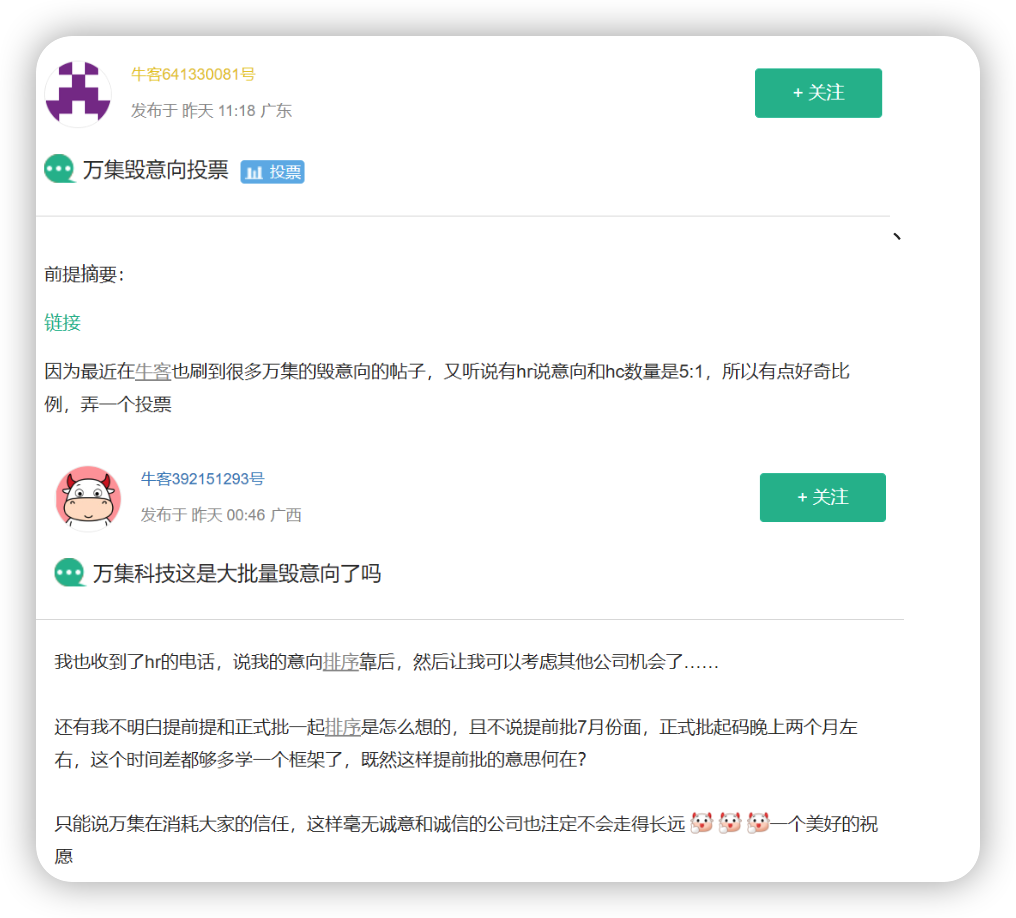 牛客641330081号
发布于 昨天 11:18 广东
+ 关注
万集毁意向投票 投票
前提摘要：
链接
因为最近在牛客也刷到很多万集的毁意向的帖子，又听说有hr说意向和hc数量是5:1，所以有点好奇比
例，弄一个投票
牛客392151293号
发布于 昨天 00:46 广西
+ 关注
万集科技这是大批量毁意向了吗
我也收到了hr的电话，说我的意向排序靠后，然后让我可以考虑其他公司机会了……
还有我不明白提前提和正式批一起排序是怎么想的，且不说提前批7月份面，正式批起码晚上两个月左
右，这个时间差都够多学一个框架了，既然这样提前批的意思何在？
只能说万集在消耗大家的信任，这样毫无诚意和诚信的公司也注定不会走得长远 一个美好的祝
愿